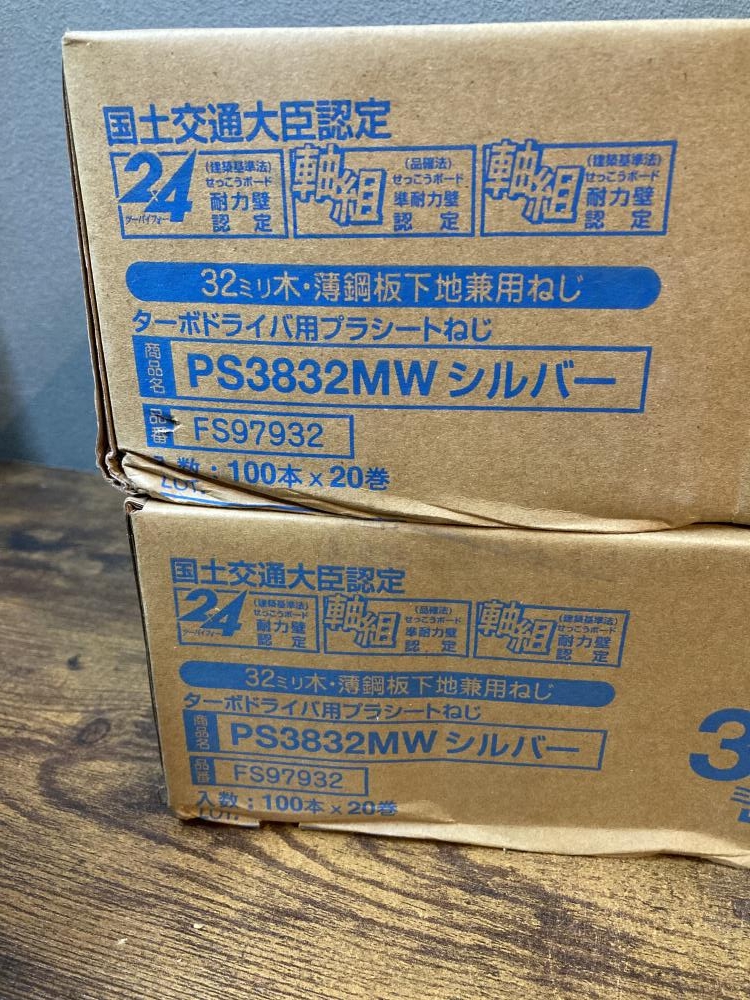 国土交通大臣認定
2×4 ツーバイフォー (建築基準法) せっこうボード 耐力壁 認定
軸組 (品確法) せっこうボード 準耐力壁 認定
軸組 (建築基準法) せっこうボード 耐力壁 認定
32ミリ木・薄鋼板下地兼用ねじ
ターボドライバ用プラシートねじ
商品名 PS3832MW シルバー
品番 FS97932
入数：100本×20巻
LOT.
国土交通大臣認定
2×4 ツーバイフォー (建築基準法) せっこうボード 耐力壁 認定
軸組 (品確法) せっこうボード 準耐力壁 認定
軸組 (建築基準法) せっこうボード 耐力壁 認定
32ミリ木・薄鋼板下地兼用ねじ
ターボドライバ用プラシートねじ
商品名 PS3832MW シルバー
品番 FS97932
入数：100本×20巻
LOT.
3